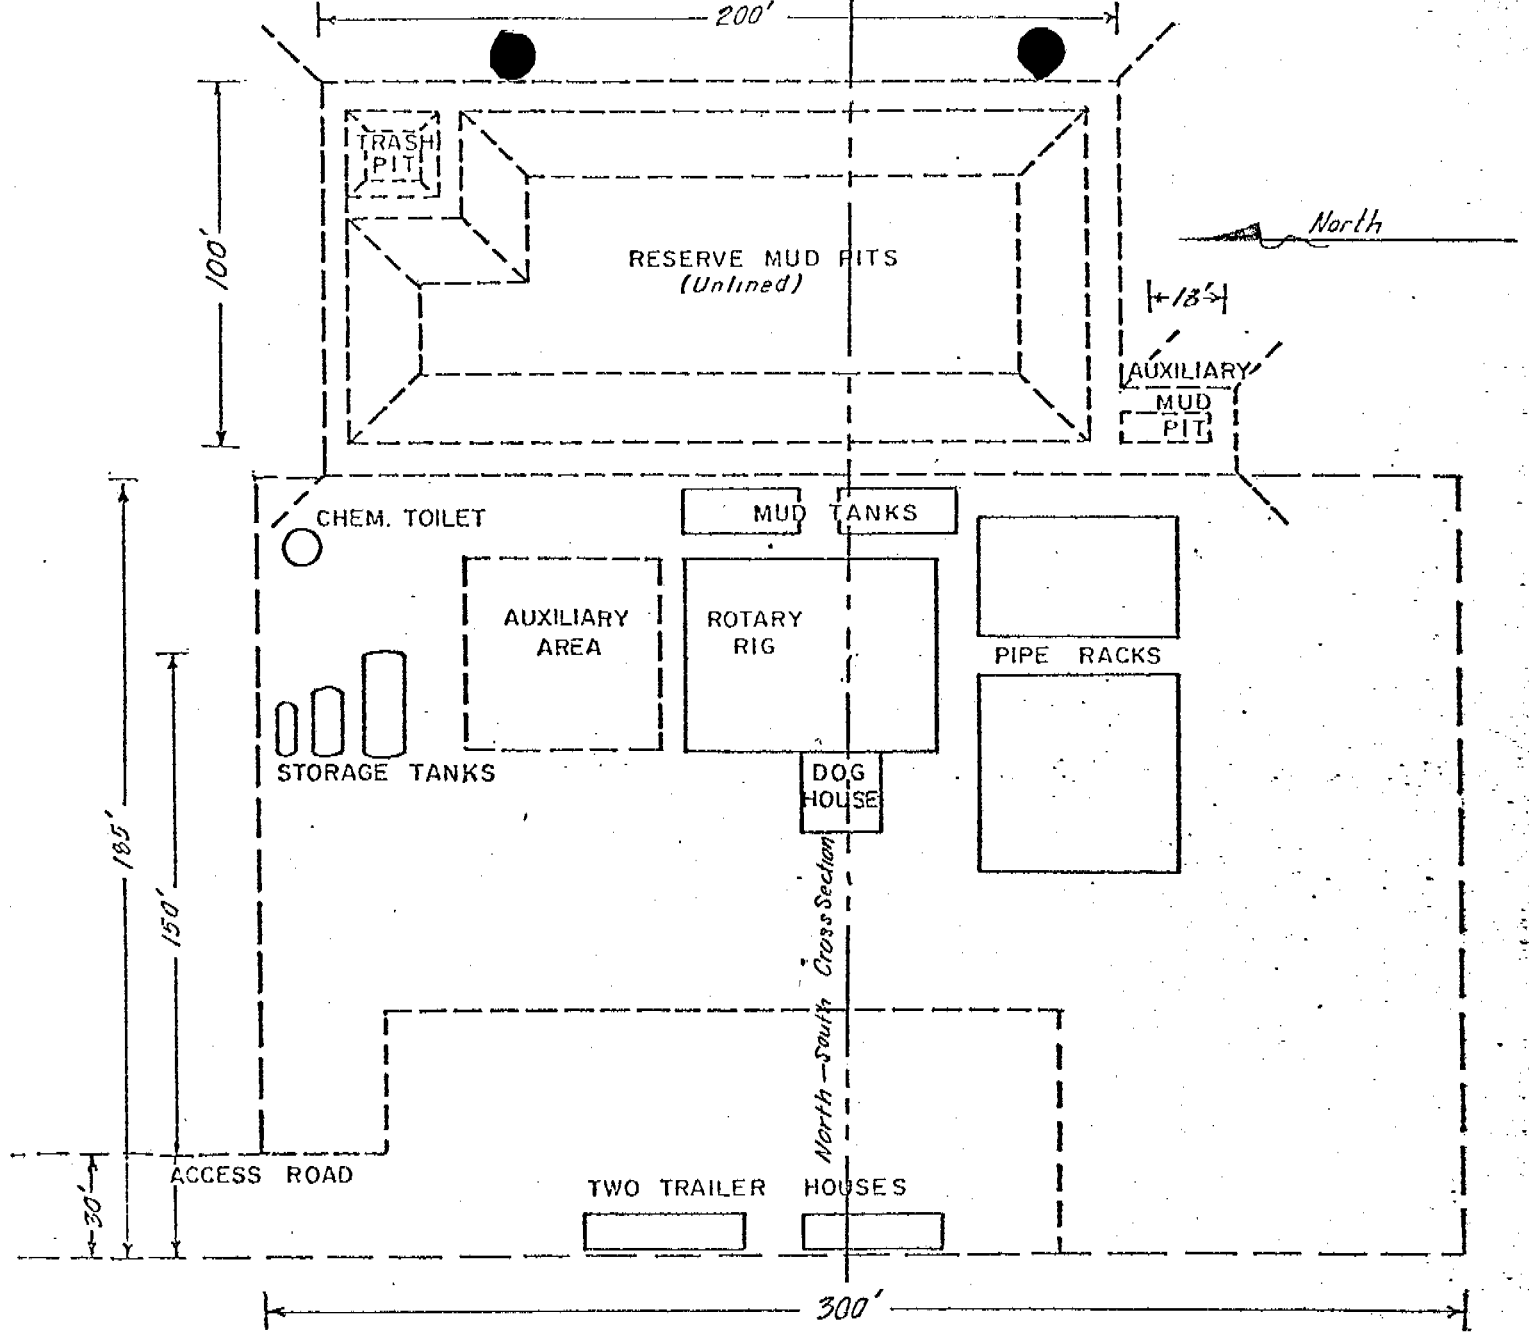 200'
TRASH
PIT
100'
RESERVE MUD PITS
(Unlined)
North
18'
AUXILIARY
MUD
PIT
CHEM. TOILET
MUD TANKS
AUXILIARY
AREA
ROTARY
RIG
PIPE RACKS
STORAGE TANKS
DOG
HOUSE
185'
150'
North-South Cross Section
ACCESS ROAD
30'
TWO TRAILER HOUSES
300'